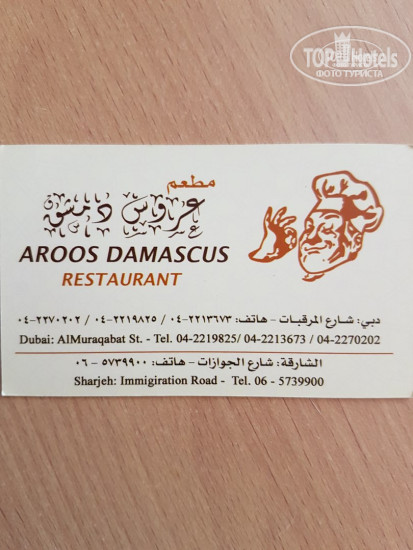 TOP Hotels
ФОТО ТУРИСТА
مطعم
عروس دمشق
AROOS DAMASCUS
RESTAURANT
دبي: شارع المرقبات - هاتف: ٢٢١٣٦٧٣-٠٤ / ٢٢١٩٨٢٥-٠٤ / ٢٢٧٠٢٠٢-٠٤
Dubai: AlMuraqabat St. - Tel. 04-2219825/ 04-2213673/ 04-2270202
الشارقة: شارع الجوازات - هاتف: ٥٧٣٩٩٠٠ - ٠٦
Sharjeh: Immigiration Road - Tel. 06 - 5739900